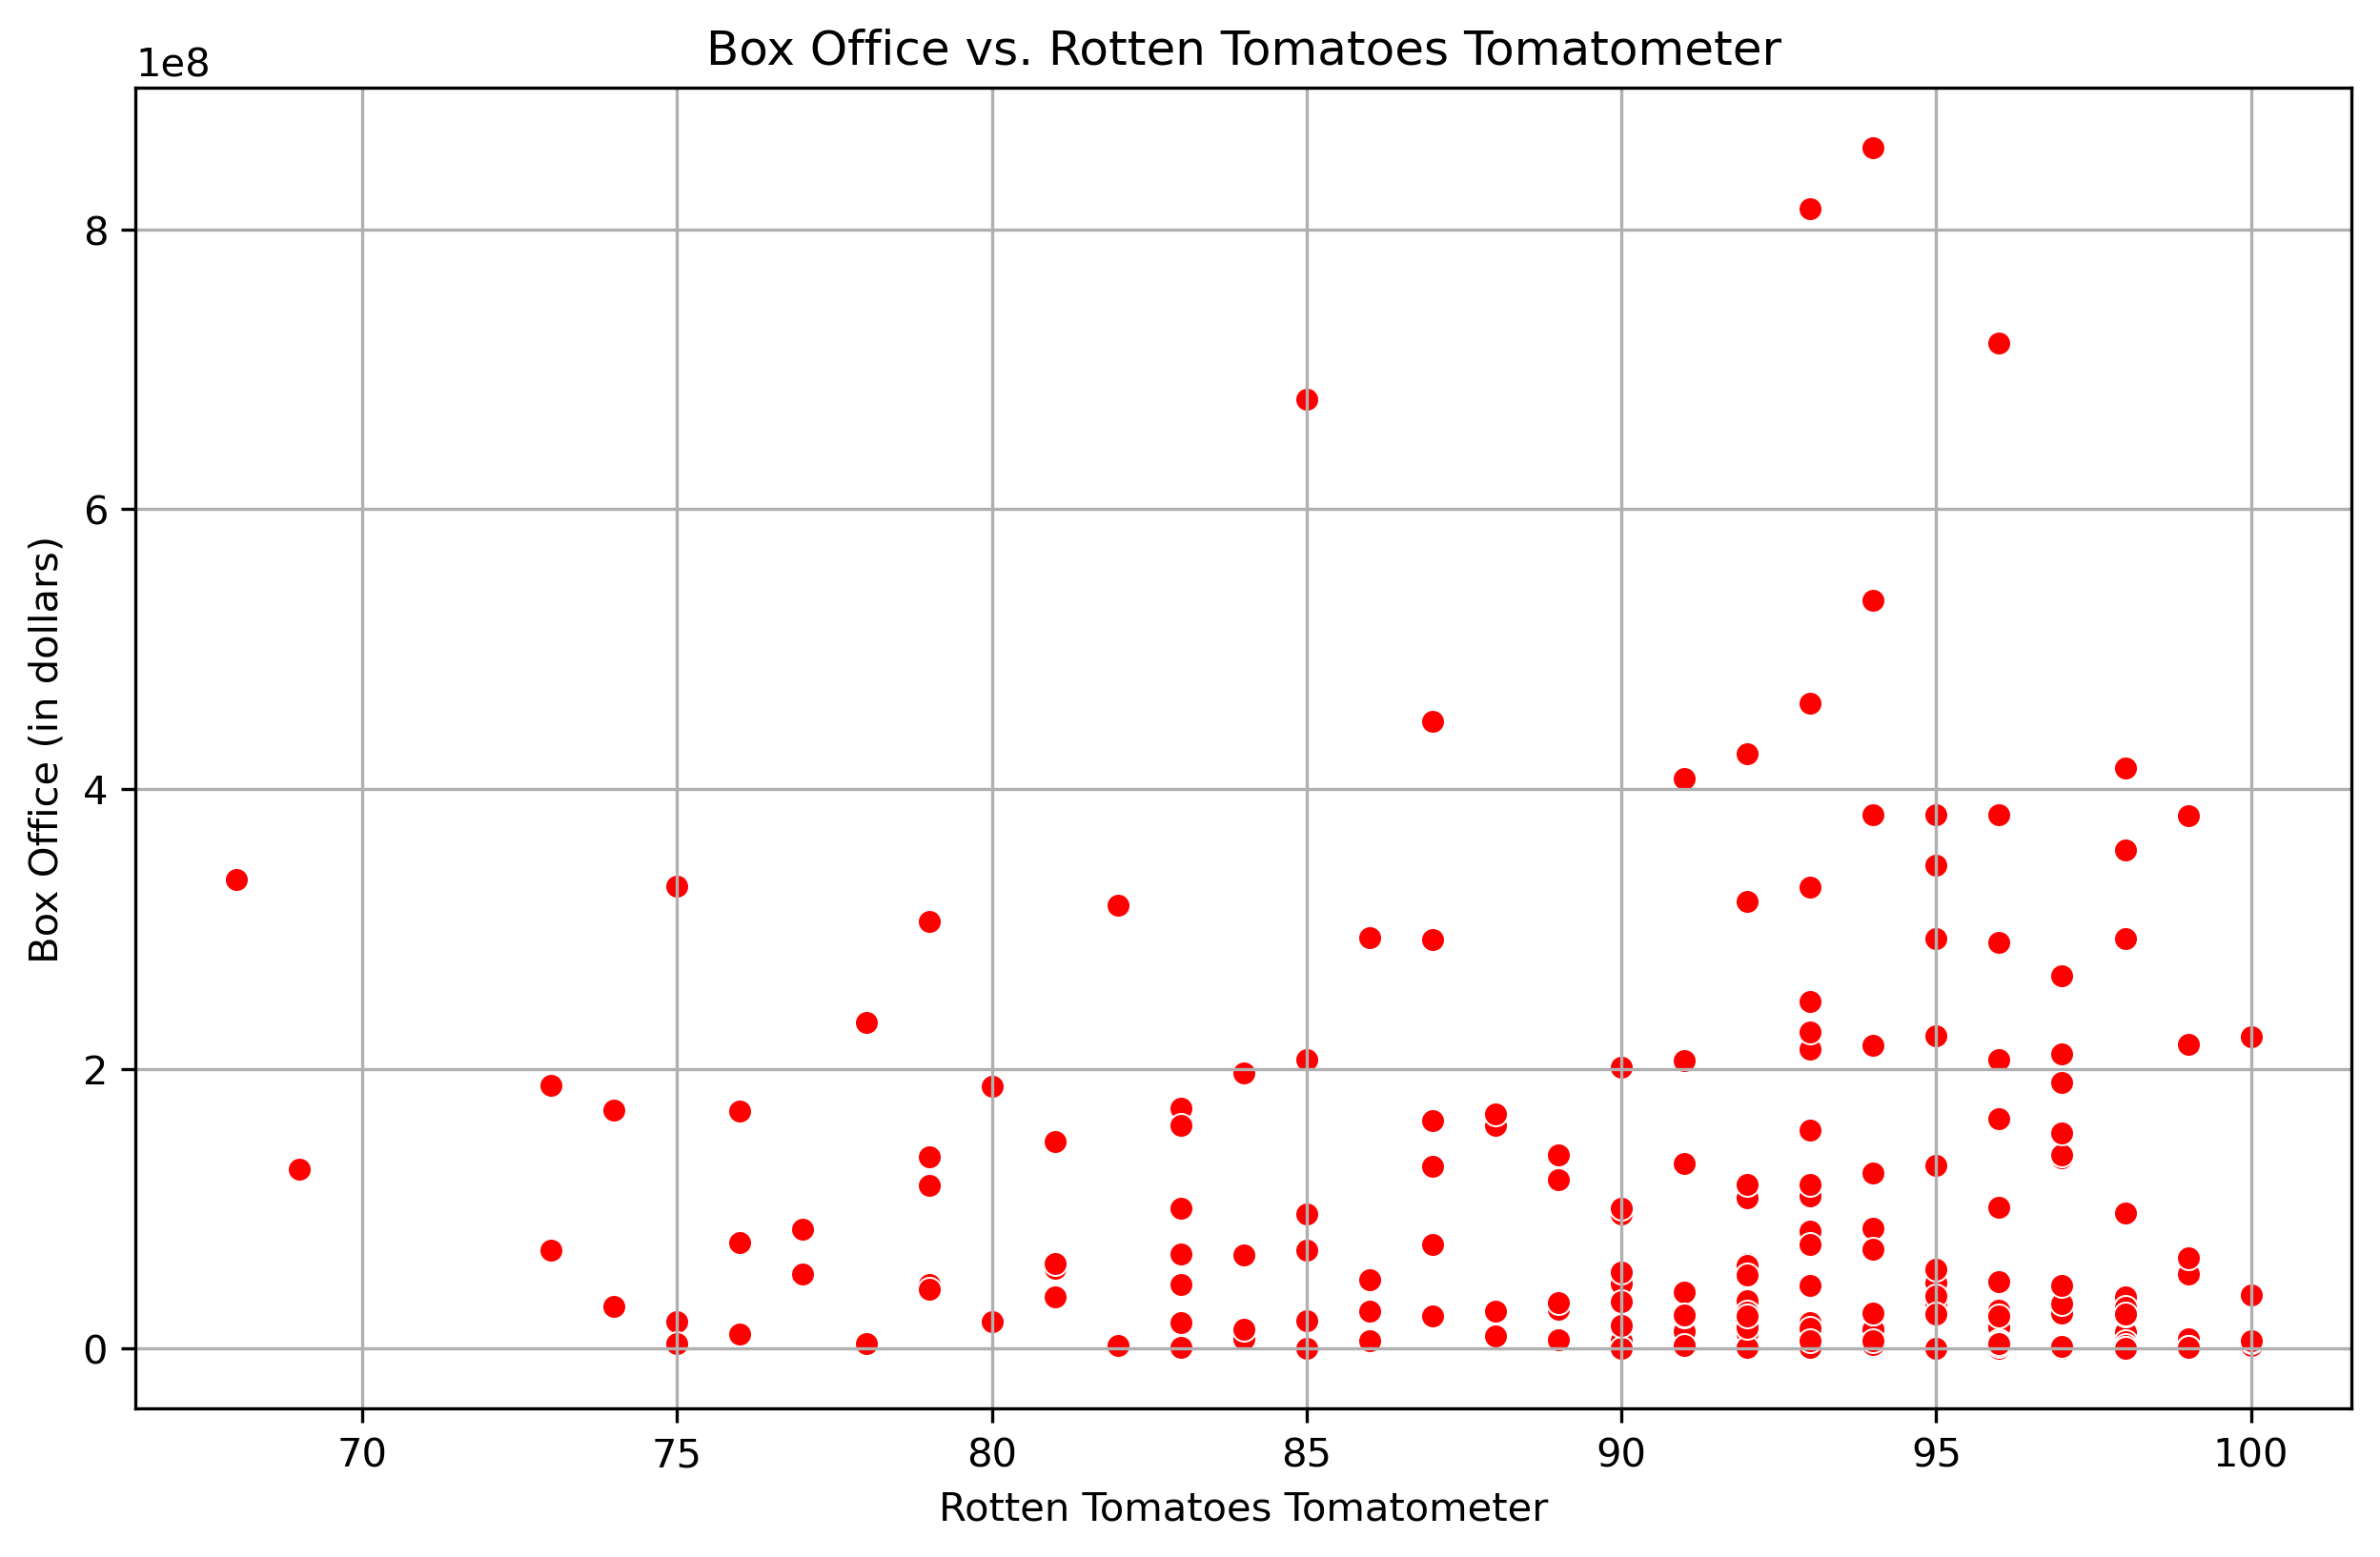 Box Office vs. Rotten Tomatoes Tomatometer
1e8
8
6
4
2
0
Box Office (in dollars)
70 75 80 85 90 95 100
Rotten Tomatoes Tomatometer